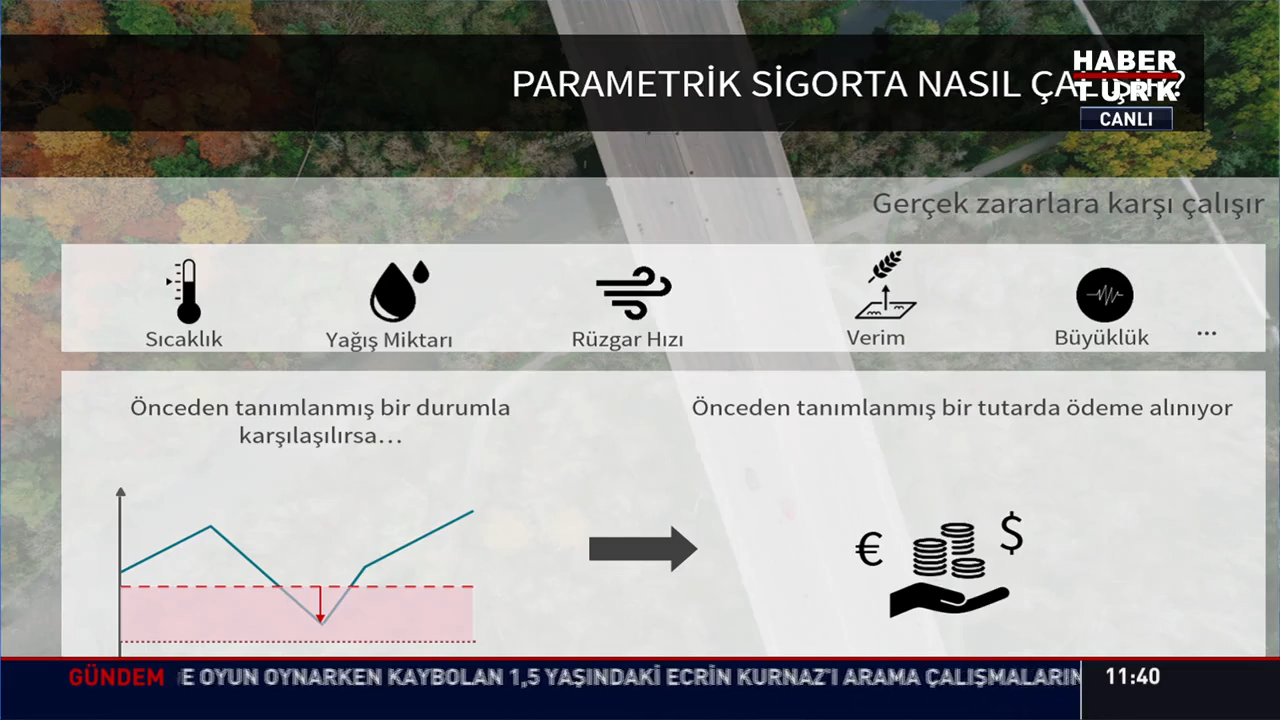 PARAMETRİK SİGORTA NASIL
HABER
TÜRK
CANLI
Gerçek zararlara karşı çalışır
Sıcaklık
Yağış Miktarı
Rüzgar Hızı
Verim
Büyüklük
...
Önceden tanımlanmış bir durumla
karşılaşılırsa…
Önceden tanımlanmış bir tutarda ödeme alınıyor
€
$
GÜNDEM E OYUN OYNARKEN KAYBOLAN 1,5 YAŞINDAKİ ECRİN KURNAZ'I ARAMA ÇALIŞMALARIN
11:40